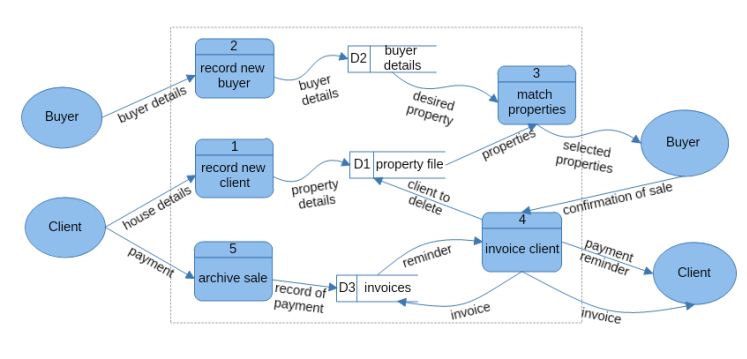 2
record new
buyer
buyer details
buyer
details
D2
buyer
details
desired
property
3
match
properties
Buyer
1
record new
client
house details
property
details
D1
property file
properties
selected
properties
Buyer
client to
delete
confirmation of sale
Client
payment
5
archive sale
record of
payment
D3
invoices
reminder
invoice
4
invoice client
payment
reminder
invoice
Client